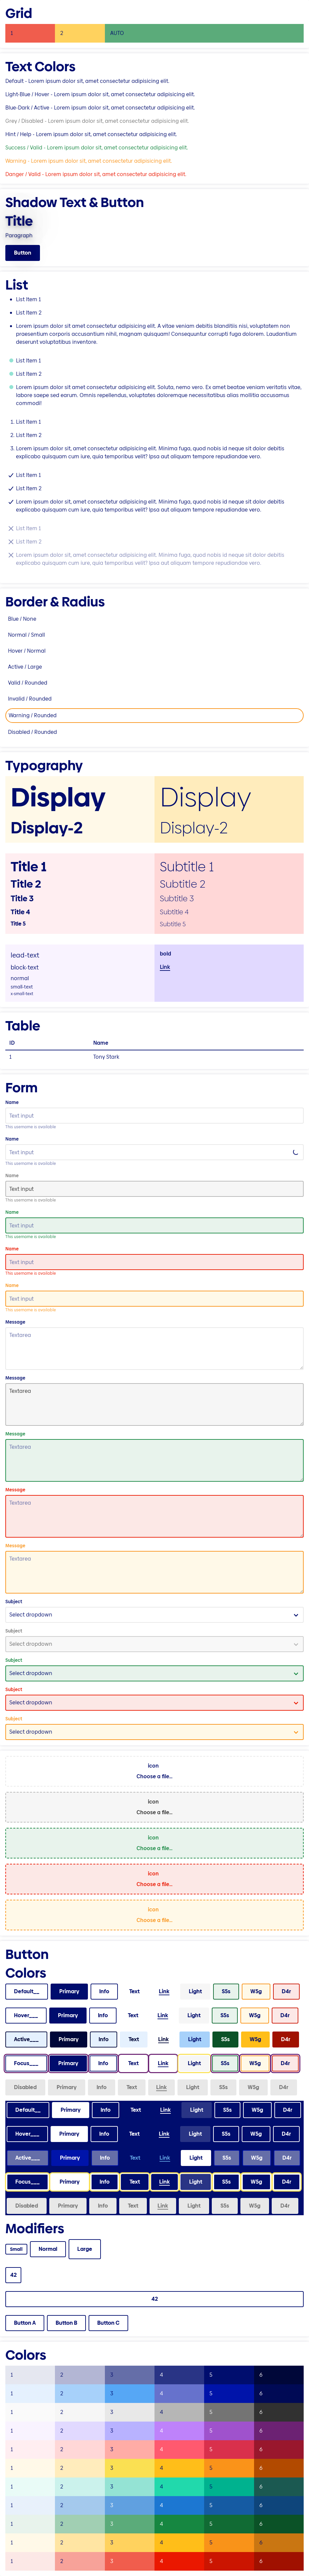 Grid
1 2 AUTO
Text Colors
Default - Lorem ipsum dolor sit, amet consectetur adipisicing elit.
Light-Blue / Hover - Lorem ipsum dolor sit, amet consectetur adipisicing elit.
Blue-Dark / Active - Lorem ipsum dolor sit, amet consectetur adipisicing elit.
Grey / Disabled - Lorem ipsum dolor sit, amet consectetur adipisicing elit.
Hint / Help - Lorem ipsum dolor sit, amet consectetur adipisicing elit.
Success / Valid - Lorem ipsum dolor sit, amet consectetur adipisicing elit.
Warning - Lorem ipsum dolor sit, amet consectetur adipisicing elit.
Danger / Valid - Lorem ipsum dolor sit, amet consectetur adipisicing elit.
Shadow Text & Button
Title
Paragraph
Button
List
List Item 1
List Item 2
Lorem ipsum dolor sit amet consectetur adipisicing elit. A vitae veniam debitis blanditiis nisi, voluptatem non
praesentium corporis accusantium nihil, magnam quisquam! Consequuntur corrupti fuga dolorem. Laudantium
deserunt voluptatibus inventore.
List Item 1
List Item 2
Lorem ipsum dolor sit amet consectetur adipisicing elit. Soluta, nemo vero. Ex amet beatae veniam veritatis vitae,
labore saepe sed earum. Omnis repellendus, voluptates doloremque necessitatibus alias mollitia accusamus
commodi!
1. List Item 1
2. List Item 2
3. Lorem ipsum dolor sit, amet consectetur adipisicing elit. Minima fuga, quod nobis id neque sit dolor debitis
explicabo quisquam cum iure, quia temporibus velit? Ipsa aut aliquam tempore repudiandae vero.
List Item 1
List Item 2
Lorem ipsum dolor sit, amet consectetur adipisicing elit. Minima fuga, quod nobis id neque sit dolor debitis
explicabo quisquam cum iure, quia temporibus velit? Ipsa aut aliquam tempore repudiandae vero.
List Item 1
List Item 2
Lorem ipsum dolor sit, amet consectetur adipisicing elit. Minima fuga, quod nobis id neque sit dolor debitis
explicabo quisquam cum iure, quia temporibus velit? Ipsa aut aliquam tempore repudiandae vero.
Border & Radius
Blue / None
Normal / Small
Hover / Normal
Active / Large
Valid / Rounded
Invalid / Rounded
Warning / Rounded
Disabled / Rounded
Typography
Display Display
Display-2 Display-2
Title 1 Subtitle 1
Title 2 Subtitle 2
Title 3 Subtitle 3
Title 4 Subtitle 4
Title 5 Subtitle 5
lead-text bold
block-text Link
normal
small-text
x-small-text
Table
ID Name
1 Tony Stark
Form
Name
Text input
This username is available
Name
Text input
This username is available
Name
Text input
This username is available
Name
Text input
This username is available
Name
Text input
This username is available
Name
Text input
This username is available
Message
Textarea
Message
Textarea
Message
Textarea
Message
Textarea
Message
Textarea
Subject
Select dropdown
Subject
Select dropdown
Subject
Select dropdown
Subject
Select dropdown
Subject
Select dropdown
icon
Choose a file...
icon
Choose a file...
icon
Choose a file...
icon
Choose a file...
icon
Choose a file...
Button
Colors
Default__ Primary Info Text Link Light S5s W5g D4r
Hover___ Primary Info Text Link Light S5s W5g D4r
Active___ Primary Info Text Link Light S5s W5g D4r
Focus___ Primary Info Text Link Light S5s W5g D4r
Disabled Primary Info Text Link Light S5s W5g D4r
Default__ Primary Info Text Link Light S5s W5g D4r
Hover___ Primary Info Text Link Light S5s W5g D4r
Active___ Primary Info Text Link Light S5s W5g D4r
Focus___ Primary Info Text Link Light S5s W5g D4r
Disabled Primary Info Text Link Light S5s W5g D4r
Modifiers
Small Normal Large
42
42
Button A Button B Button C
Colors
1 2 3 4 5 6
1 2 3 4 5 6
1 2 3 4 5 6
1 2 3 4 5 6
1 2 3 4 5 6
1 2 3 4 5 6
1 2 3 4 5 6
1 2 3 4 5 6
1 2 3 4 5 6
1 2 3 4 5 6
1 2 3 4 5 6